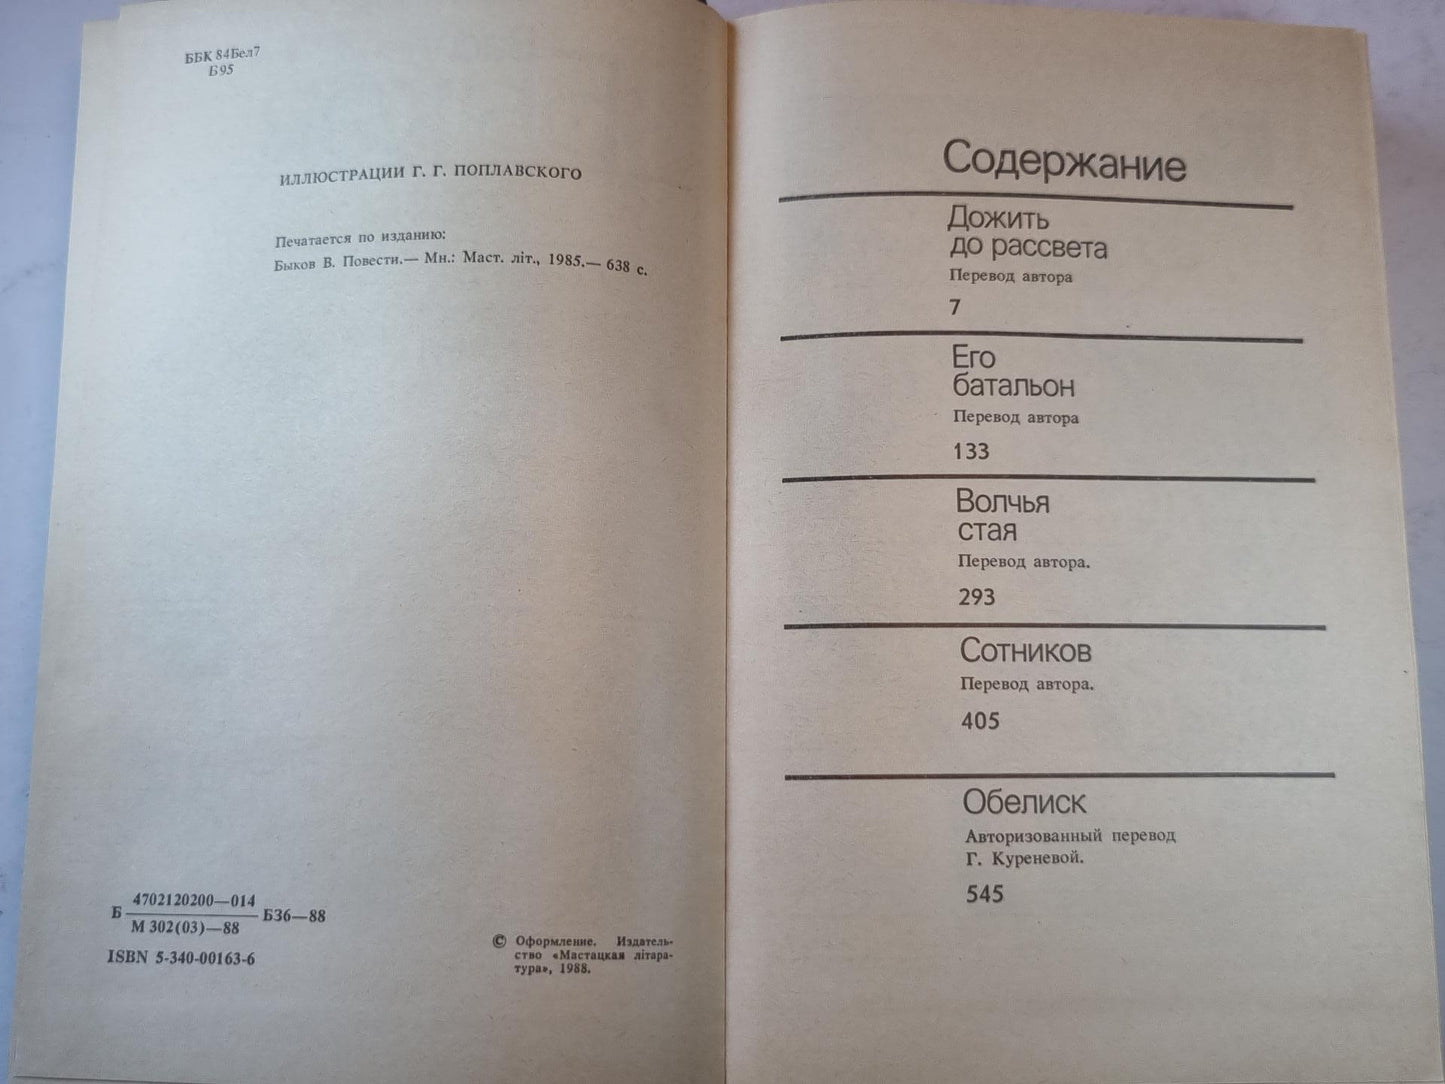 ББК 84Бел7
Б95
ИЛЛЮСТРАЦИИ Г. Г. ПОПЛАВСКОГО
Печатается по изданию:
Быков В. Повести.— Мн.: Маст. літ., 1985.— 638 с.
Б 4702120200—014 Б36—88
М 302(03)—88
ISBN 5-340-00163-6
© Оформление. Издатель-
ство «Мастацкая літара-
тура», 1988.
Содержание
Дожить
до рассвета
Перевод автора
7
Его
батальон
Перевод автора
133
Волчья
стая
Перевод автора.
293
Сотников
Перевод автора.
405
Обелиск
Авторизованный перевод
Г. Куреневой.
545